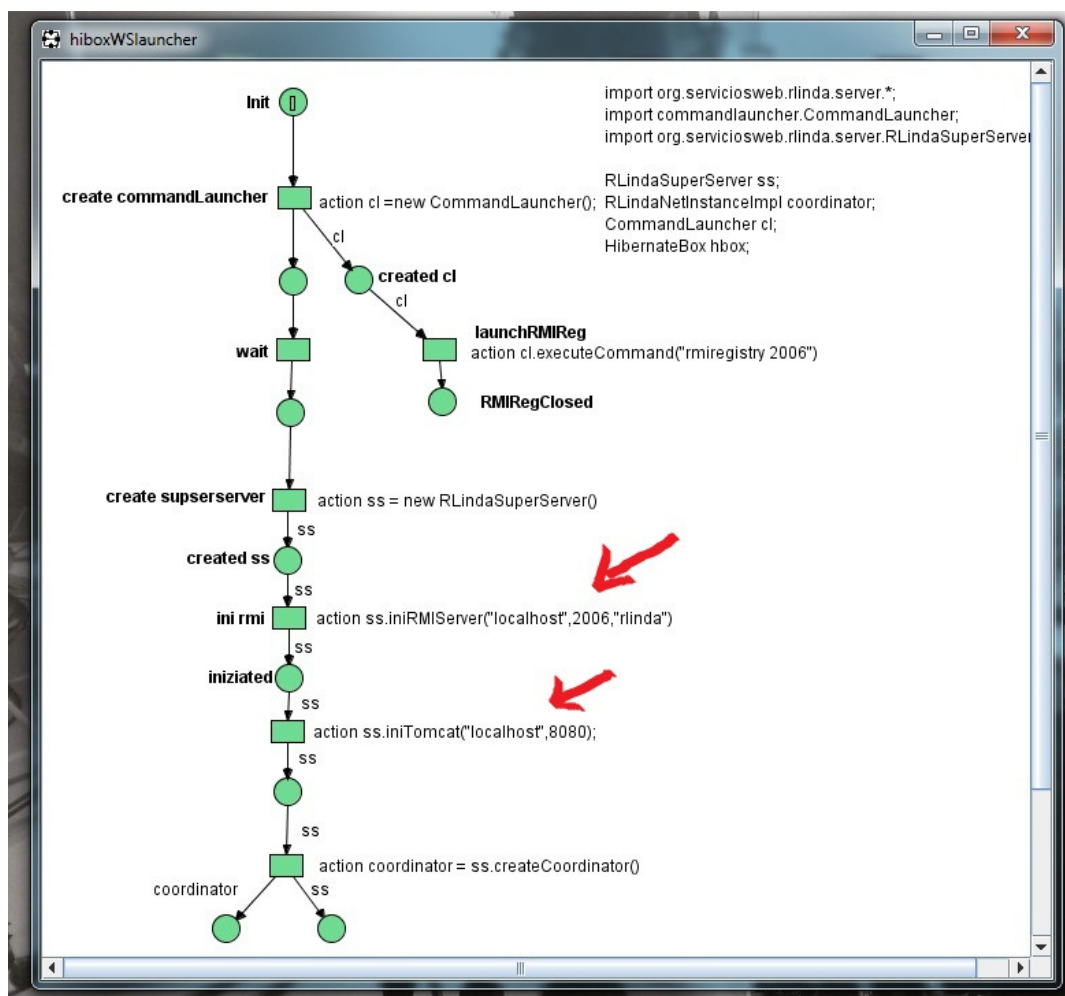 hiboxWSlauncher
Init
[]
import org.serviciosweb.rlinda.server.*;
import commandlauncher.CommandLauncher;
import org.serviciosweb.rlinda.server.RLindaSuperServer
create commandLauncher
action cl =new CommandLauncher();
RLindaSuperServer ss;
RLindaNetInstanceImpl coordinator;
CommandLauncher cl;
HibernateBox hbox;
cl
created cl
cl
wait
launchRMIReg
action cl.executeCommand("rmiregistry 2006")
RMIRegClosed
create supserserver
action ss = new RLindaSuperServer()
ss
created ss
ss
ini rmi
action ss.iniRMIServer("localhost",2006,"rlinda")
ss
iniziated
ss
action ss.iniTomcat("localhost",8080);
ss
ss
action coordinator = ss.createCoordinator()
coordinator
ss